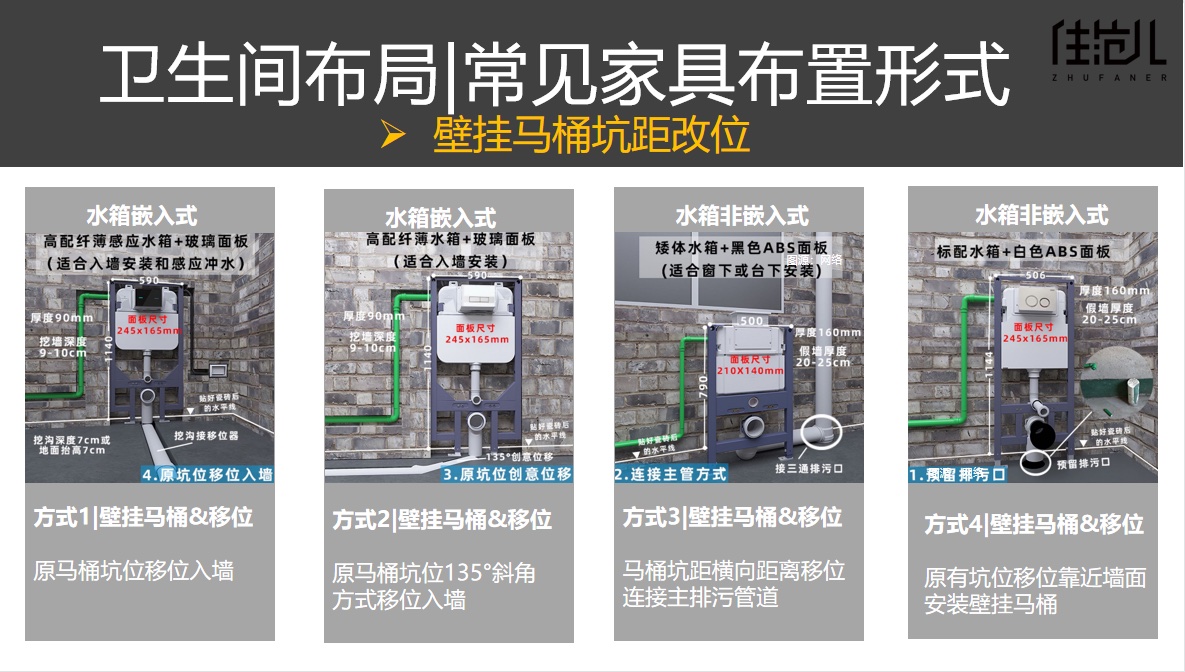 卫生间布局|常见家具布置形式
ZHUFANER
➢ 壁挂马桶坑距改位
水箱嵌入式
高配纤薄感应水箱+玻璃面板
(适合入墙安装和感应冲水)
590
厚度90mm
面板尺寸
245x165mm
挖墙深度
9-10cm
1140
贴好瓷砖后
的水平线
挖沟深度7cm或
地面抬高7cm
挖沟接移位器
4.原坑位移位入墙
方式1|壁挂马桶&移位
原马桶坑位移位入墙
水箱嵌入式
高配纤薄水箱+玻璃面板
(适合入墙安装)
590
厚度90mm
面板尺寸
245x165mm
挖墙深度
9-10cm
1140
贴好瓷砖后
的水平线
135°创意位移
3.原坑位创意位移
方式2|壁挂马桶&移位
原马桶坑位135°斜角
方式移位入墙
水箱非嵌入式
矮体水箱+黑色ABS面板
图源：网络
(适合窗下或台下安装)
500
厚度160mm
假墙厚度
20-25cm
面板尺寸
210X140mm
790
贴好瓷砖后
的水平线
接三通排污口
2.连接主管方式
方式3|壁挂马桶&移位
马桶坑距横向距离移位
连接主排污管道
水箱非嵌入式
标配水箱+白色ABS面板
506
厚度160mm
假墙厚度
20-25cm
面板尺寸
245x165mm
1144
贴好瓷砖后
的水平线
预留排污口
1.预留排污口
方式4|壁挂马桶&移位
原有坑位移位靠近墙面
安装壁挂马桶